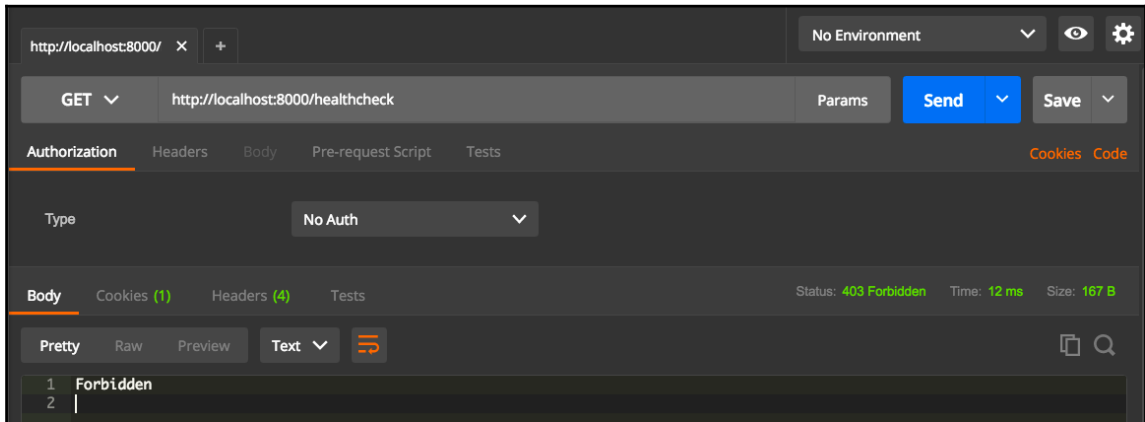 http://localhost:8000/ No Environment
GET http://localhost:8000/healthcheck Params Send Save
Authorization Headers Body Pre-request Script Tests Cookies Code
Type No Auth
Body Cookies (1) Headers (4) Tests Status: 403 Forbidden Time: 12 ms Size: 167 B
Pretty Raw Preview Text
1 Forbidden
2